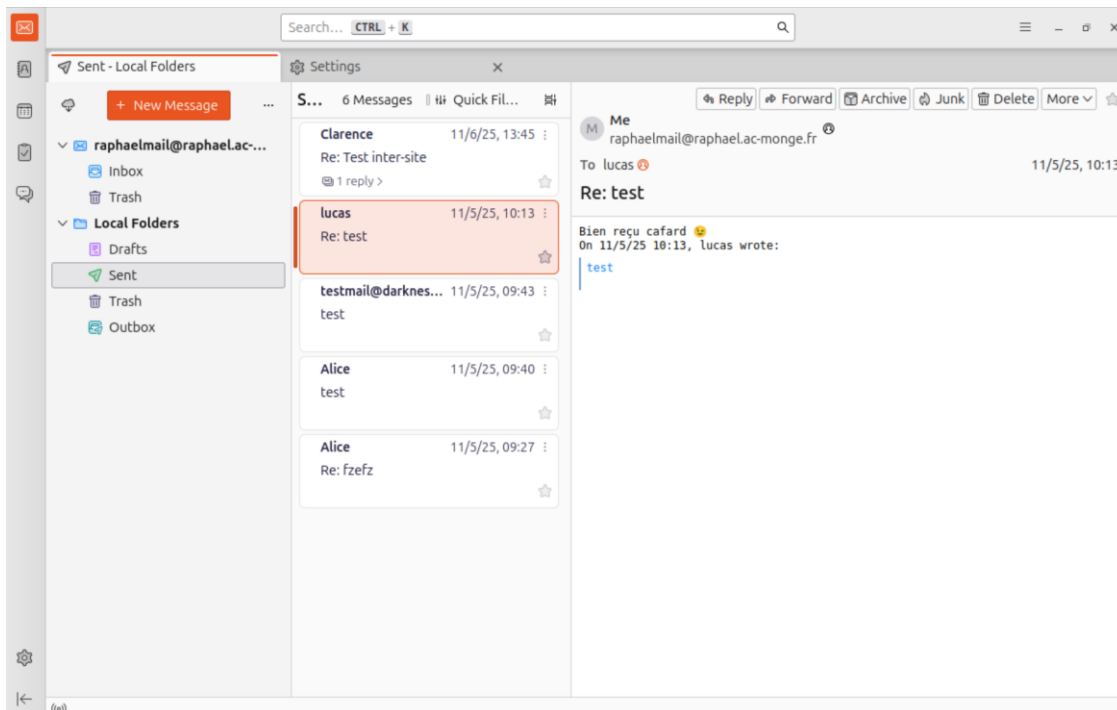 Search... CTRL + K
Sent - Local Folders
Settings
+ New Message
raphaelmail@raphael.ac-...
Inbox
Trash
Local Folders
Drafts
Sent
Trash
Outbox
S... 6 Messages Quick Fil...
Clarence 11/6/25, 13:45
Re: Test inter-site
1 reply >
lucas 11/5/25, 10:13
Re: test
testmail@darknes... 11/5/25, 09:43
test
Alice 11/5/25, 09:40
test
Alice 11/5/25, 09:27
Re: fzefz
Reply Forward Archive Junk Delete More
M
Me
raphaelmail@raphael.ac-monge.fr
To lucas 11/5/25, 10:13
Re: test
Bien reçu cafard 😉
On 11/5/25 10:13, lucas wrote:
test